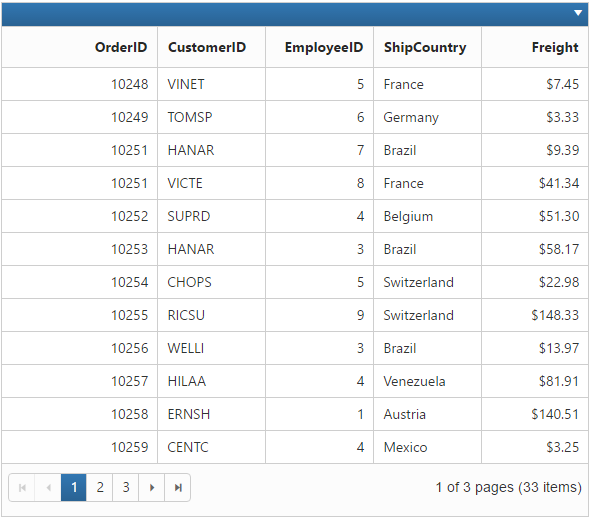 OrderID CustomerID EmployeeID ShipCountry Freight
10248 VINET 5 France $7.45
10249 TOMSP 6 Germany $3.33
10251 HANAR 7 Brazil $9.39
10251 VICTE 8 France $41.34
10252 SUPRD 4 Belgium $51.30
10253 HANAR 3 Brazil $58.17
10254 CHOPS 5 Switzerland $22.98
10255 RICSU 9 Switzerland $148.33
10256 WELLI 3 Brazil $13.97
10257 HILAA 4 Venezuela $81.91
10258 ERNSH 1 Austria $140.51
10259 CENTC 4 Mexico $3.25
1 2 3 1 of 3 pages (33 items)